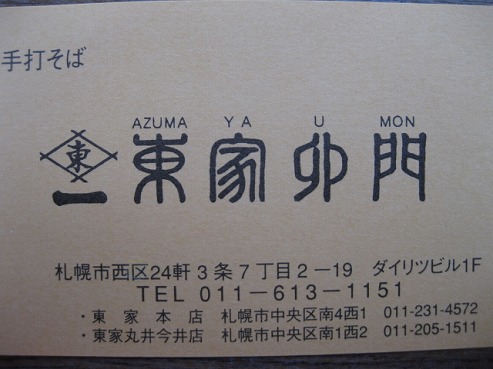 手打そば
AZUMA YA U MON
東 一 東家卯門
札幌市西区24軒3条7丁目2－19 ダイリツビル1F
TEL 011－613－1151
・東家本店 札幌市中央区南4西1 011-231-4572
・東家丸井今井店 札幌市中央区南1西2 011-205-1511